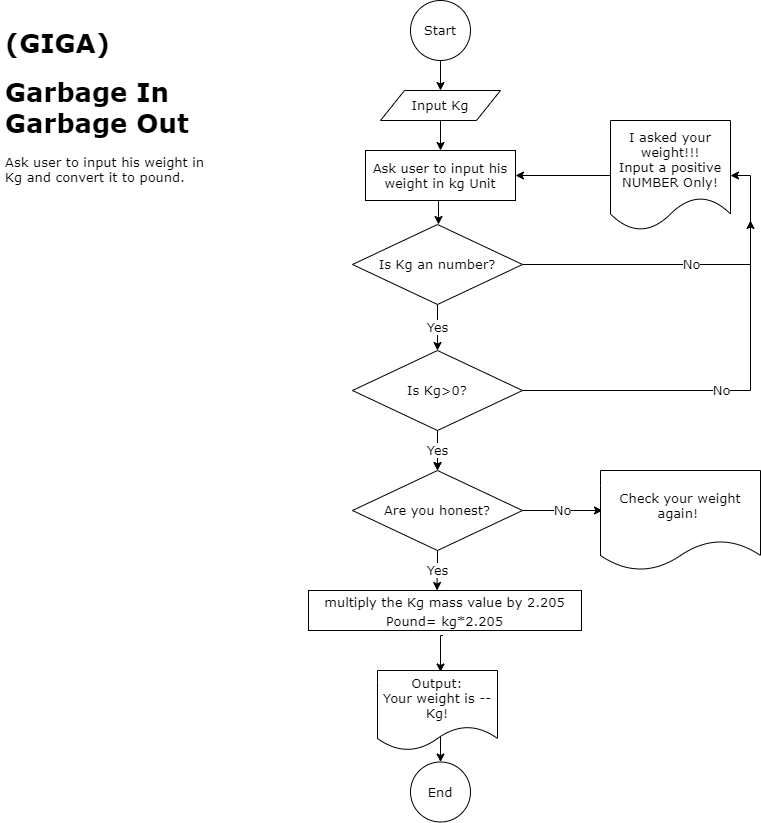 (GIGA)
Garbage In
Garbage Out
Ask user to input his weight in
Kg and convert it to pound.
Start
Input Kg
Ask user to input his
weight in kg Unit
I asked your
weight!!!
Input a positive
NUMBER Only!
Is Kg an number?
No
Yes
Is Kg>0?
No
Yes
Are you honest?
No
Check your weight
again!
Yes
multiply the Kg mass value by 2.205
Pound= kg*2.205
Output:
Your weight is --
Kg!
End